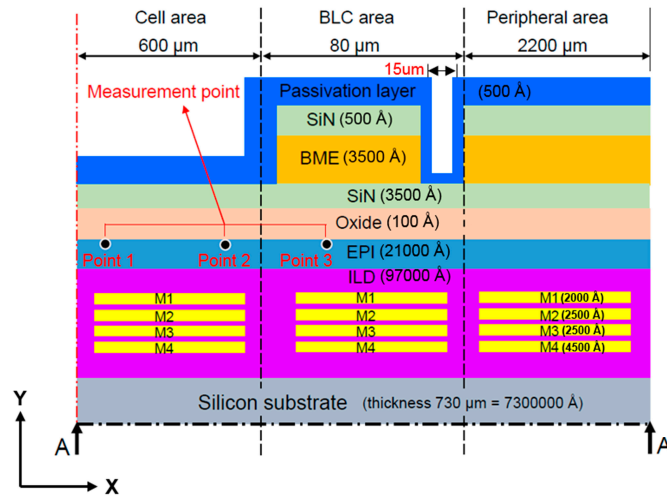 Cell area BLC area Peripheral area
600 µm 80 µm 2200 µm
15um
Measurement point
Passivation layer (500 Å)
SiN (500 Å)
BME (3500 Å)
SiN (3500 Å)
Oxide (100 Å)
EPI (21000 Å)
Point 1 Point 2 Point 3
ILD (97000 Å)
M1 M1 M1 (2000 Å)
M2 M2 M2 (2500 Å)
M3 M3 M3 (2500 Å)
M4 M4 M4 (4500 Å)
Silicon substrate (thickness 730 µm = 7300000 Å)
Y
A A
X